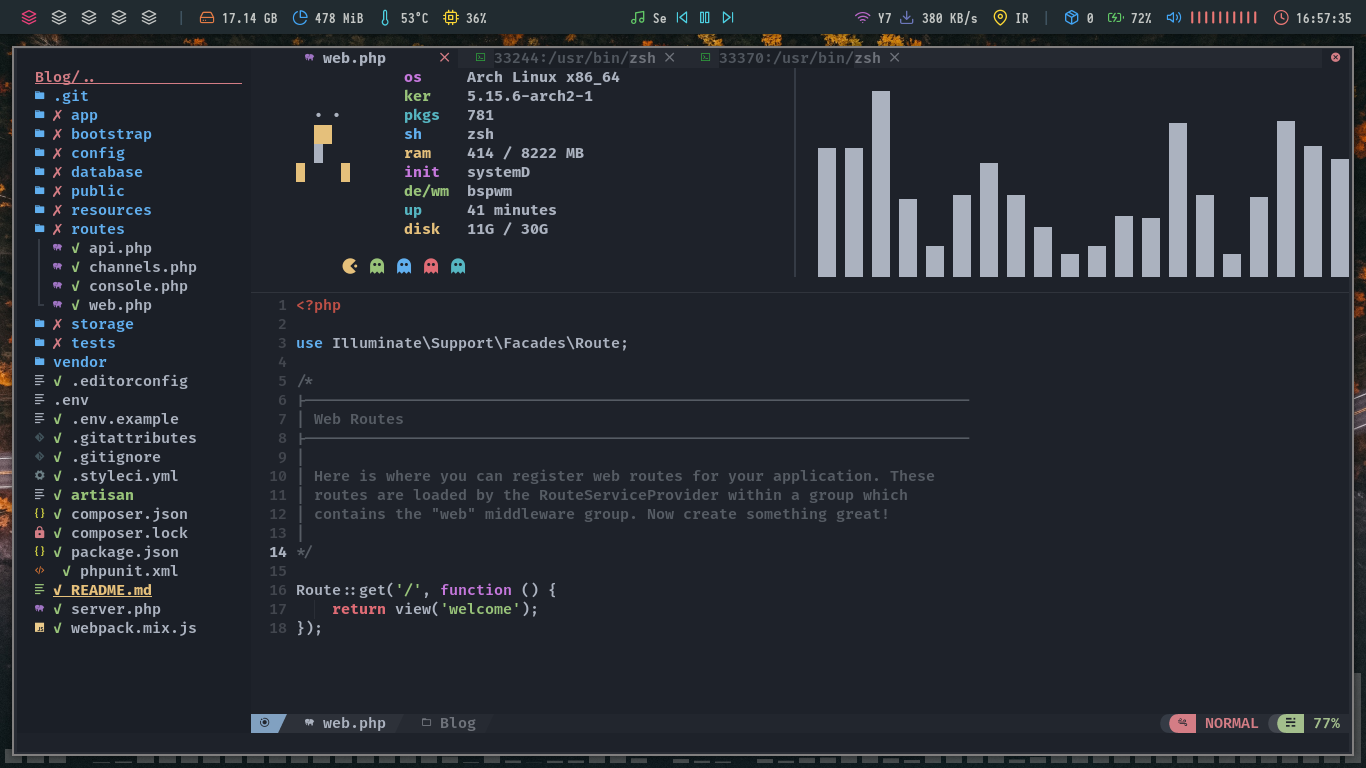 17.14 GB 478 MiB 53°C 36% Se Y7 380 KB/s IR 0 72% 16:57:35
web.php 33244:/usr/bin/zsh 33370:/usr/bin/zsh
Blog/..
.git
✗ app
✗ bootstrap
✗ config
✗ database
✗ public
✗ resources
✗ routes
✓ api.php
✓ channels.php
✓ console.php
✓ web.php
✗ storage
✗ tests
vendor
✓ .editorconfig
.env
✓ .env.example
✓ .gitattributes
✓ .gitignore
✓ .styleci.yml
artisan
✓ composer.json
✓ composer.lock
✓ package.json
✓ phpunit.xml
✓ README.md
✓ server.php
✓ webpack.mix.js
os Arch Linux x86_64
ker 5.15.6-arch2-1
pkgs 781
sh zsh
ram 414 / 8222 MB
init systemD
de/wm bspwm
up 41 minutes
disk 11G / 30G
1 <?php
2
3 use Illuminate\Support\Facades\Route;
4
5 /*
6 |--------------------------------------------------------------------------
7 | Web Routes
8 |--------------------------------------------------------------------------
9 |
10 | Here is where you can register web routes for your application. These
11 | routes are loaded by the RouteServiceProvider within a group which
12 | contains the "web" middleware group. Now create something great!
13 |
14 */
15
16 Route::get('/', function () {
17 return view('welcome');
18 });
web.php Blog NORMAL 77%